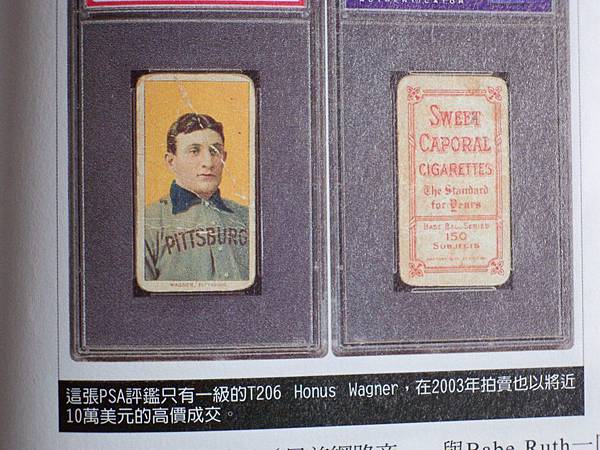 PITTSBURG
WAGNER, PITTSBURG
SWEET
CAPORAL
CIGARETTES
The Standard
for Years
BASE BALL SERIES
150
SUBJECTS
這張PSA評鑑只有一級的T206 Honus Wagner，在2003年拍賣也以將近
10萬美元的高價成交。
與Babe Ruth一